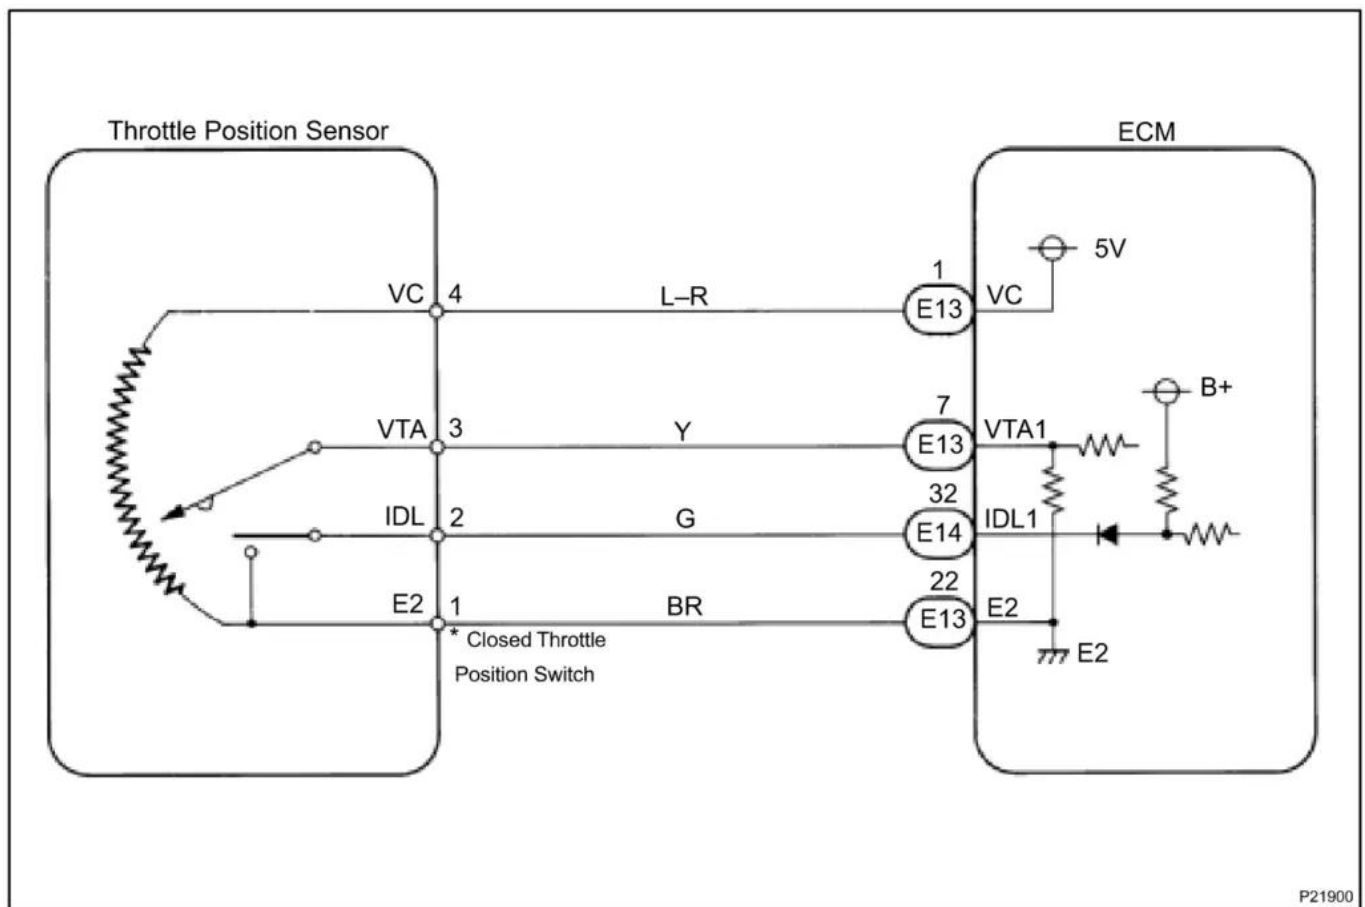 Throttle Position Sensor
ECM
5V
1
VC 4 L–R E13 VC
B+
7
VTA 3 Y E13 VTA1
32
IDL 2 G E14 IDL1
22
E2 1 BR E13 E2
* Closed Throttle
Position Switch
E2
P21900